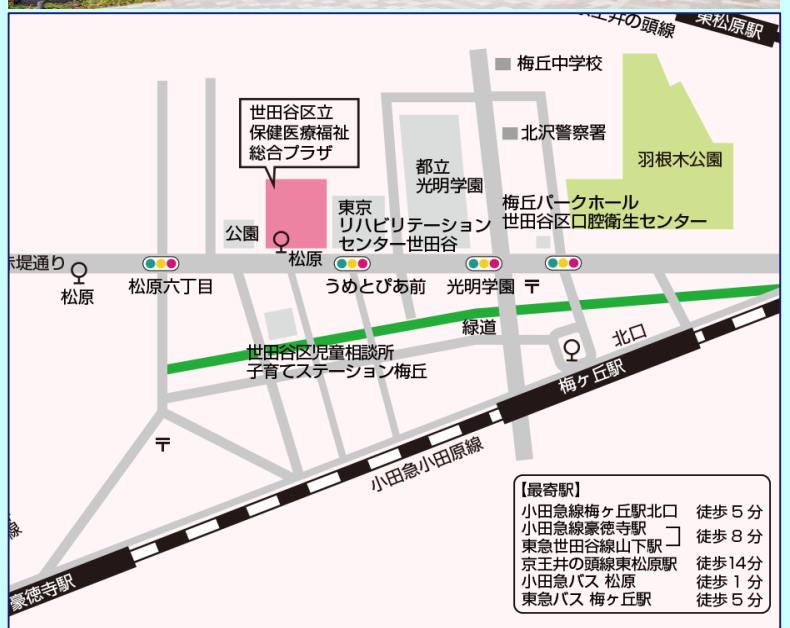 京王井の頭線
東松原駅
梅丘中学校
世田谷区立
保健医療福祉
総合プラザ
北沢警察署
羽根木公園
都立
光明学園
梅丘パークホール
世田谷区口腔衛生センター
東京
リハビリテーション
センター世田谷
公園
松原
赤堤通り
松原
松原六丁目
うめとぴあ前
光明学園
〒
緑道
北口
世田谷区児童相談所
子育てステーション梅丘
梅ヶ丘駅
〒
小田急小田原線
線
豪徳寺駅
【最寄駅】
小田急線梅ヶ丘駅北口 徒歩5分
小田急線豪徳寺駅
東急世田谷線山下駅 徒歩8分
京王井の頭線東松原駅 徒歩14分
小田急バス 松原 徒歩1分
東急バス 梅ヶ丘駅 徒歩5分